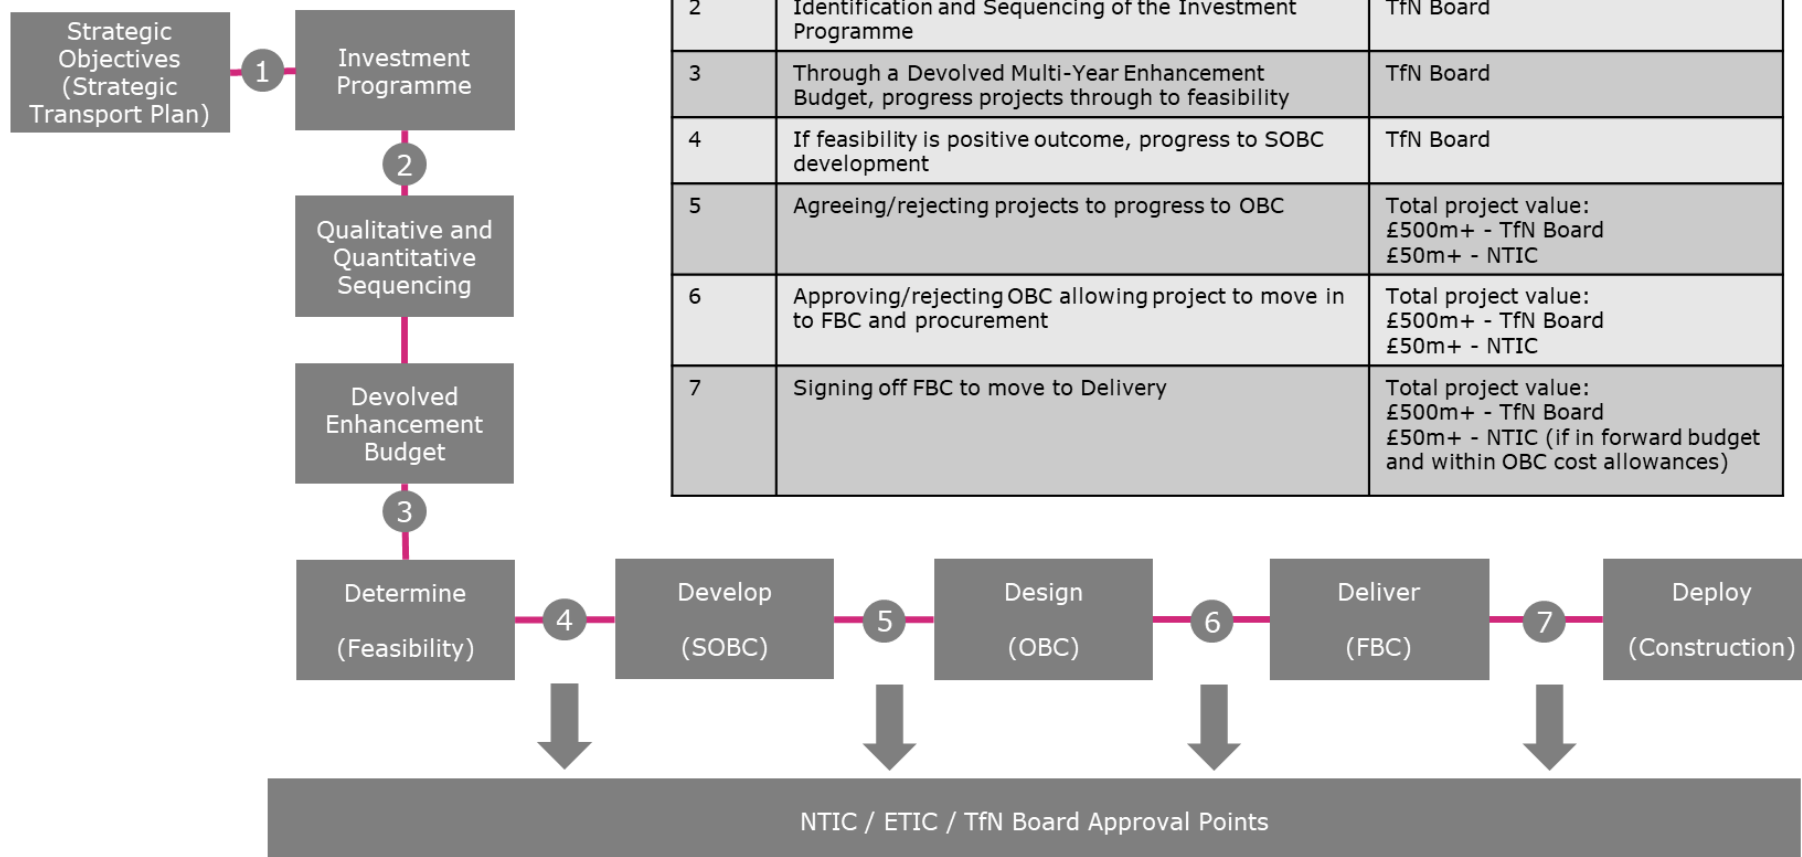 Strategic
Objectives
(Strategic
Transport Plan)
1
Investment
Programme
2
Qualitative and
Quantitative
Sequencing
Devolved
Enhancement
Budget
3
Determine
(Feasibility)
4
Develop
(SOBC)
5
Design
(OBC)
6
Deliver
(FBC)
7
Deploy
(Construction)
NTIC / ETIC / TfN Board Approval Points
2
Identification and Sequencing of the Investment
Programme
TfN Board
3
Through a Devolved Multi-Year Enhancement
Budget, progress projects through to feasibility
TfN Board
4
If feasibility is positive outcome, progress to SOBC
development
TfN Board
5
Agreeing/rejecting projects to progress to OBC
Total project value:
£500m+ - TfN Board
£50m+ - NTIC
6
Approving/rejecting OBC allowing project to move in
to FBC and procurement
Total project value:
£500m+ - TfN Board
£50m+ - NTIC
7
Signing off FBC to move to Delivery
Total project value:
£500m+ - TfN Board
£50m+ - NTIC (if in forward budget
and within OBC cost allowances)